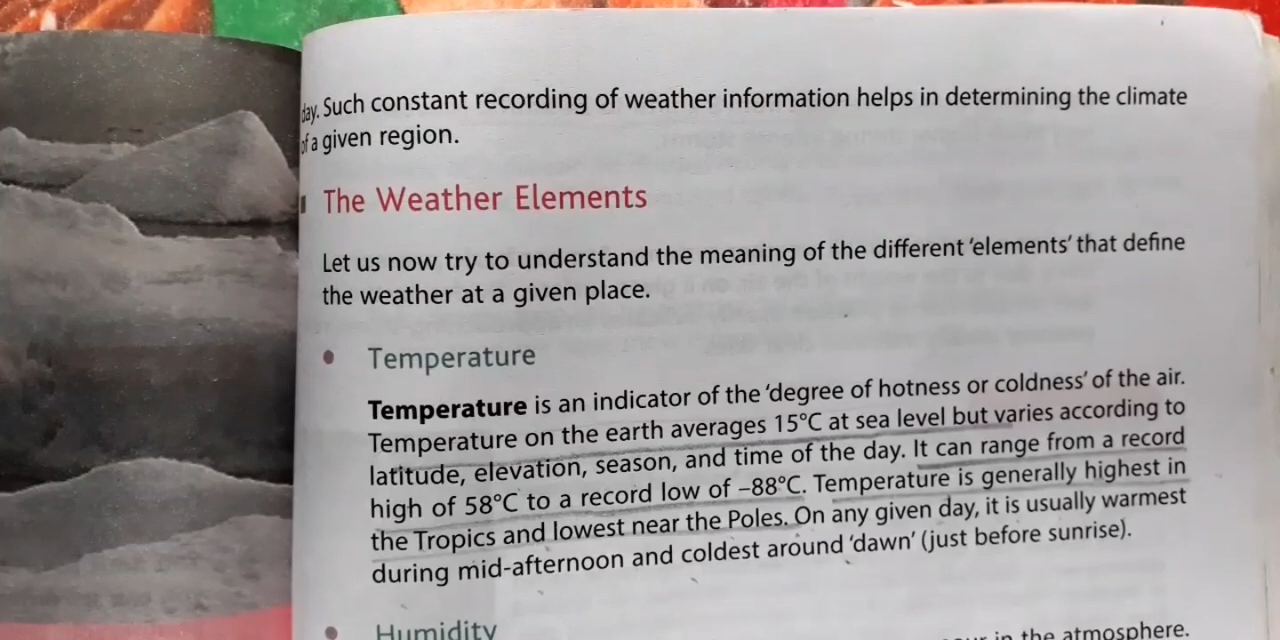 day. Such constant recording of weather information helps in determining the climate
of a given region.
The Weather Elements
Let us now try to understand the meaning of the different 'elements' that define
the weather at a given place.
• Temperature
Temperature is an indicator of the 'degree of hotness or coldness' of the air.
Temperature on the earth averages 15°C at sea level but varies according to
latitude, elevation, season, and time of the day. It can range from a record
high of 58°C to a record low of –88°C. Temperature is generally highest in
the Tropics and lowest near the Poles. On any given day, it is usually warmest
during mid-afternoon and coldest around 'dawn' (just before sunrise).
• Humidity
in the atmosphere.